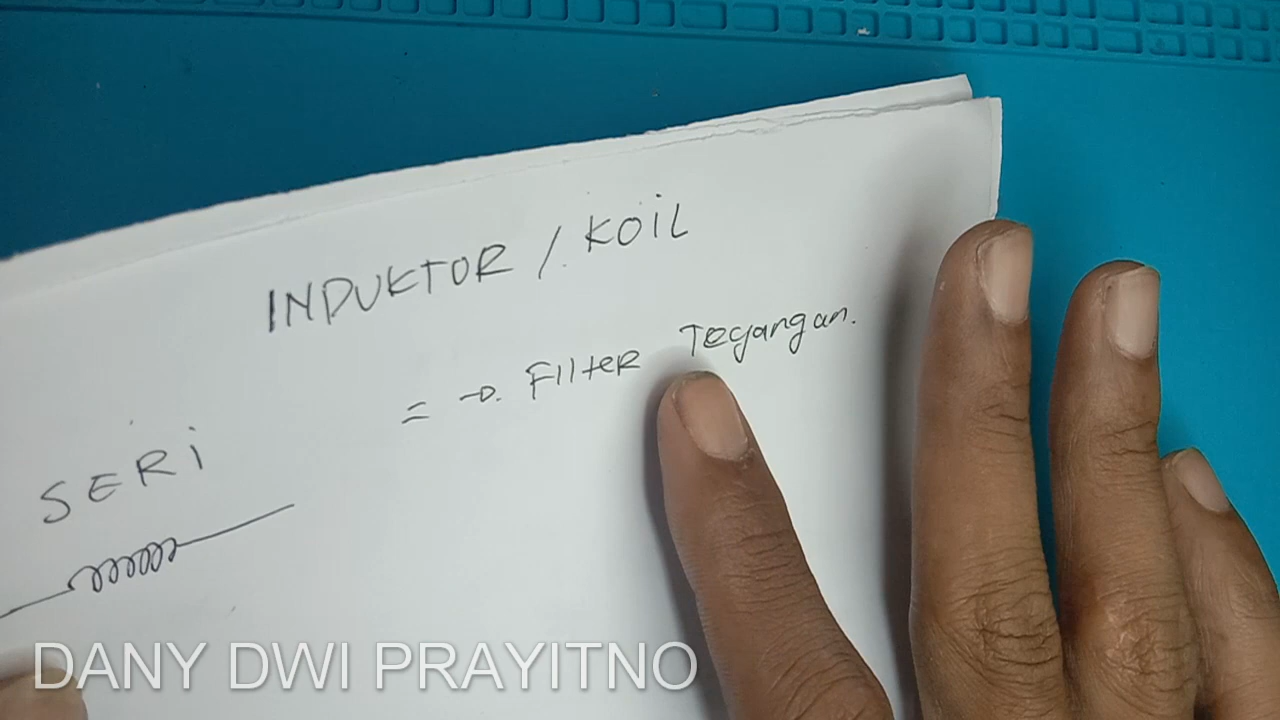 INDUKTOR / KOIL
= → Filter Tegangan.
SERI
DANY DWI PRAYITNO